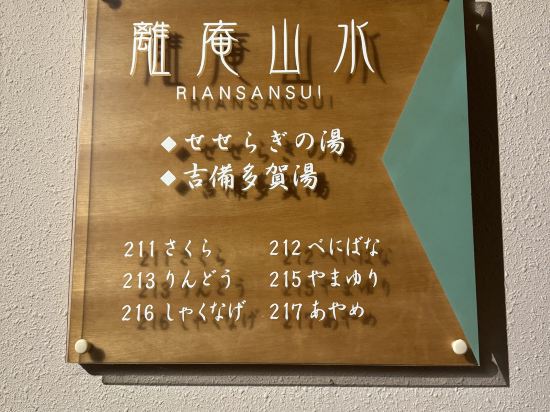 離庵山水
RIANSANSUI
◆せせらぎの湯
◆吉備多賀湯
211 さくら 212 べにばな
213 りんどう 215 やまゆり
216 しゃくなげ 217 あやめ